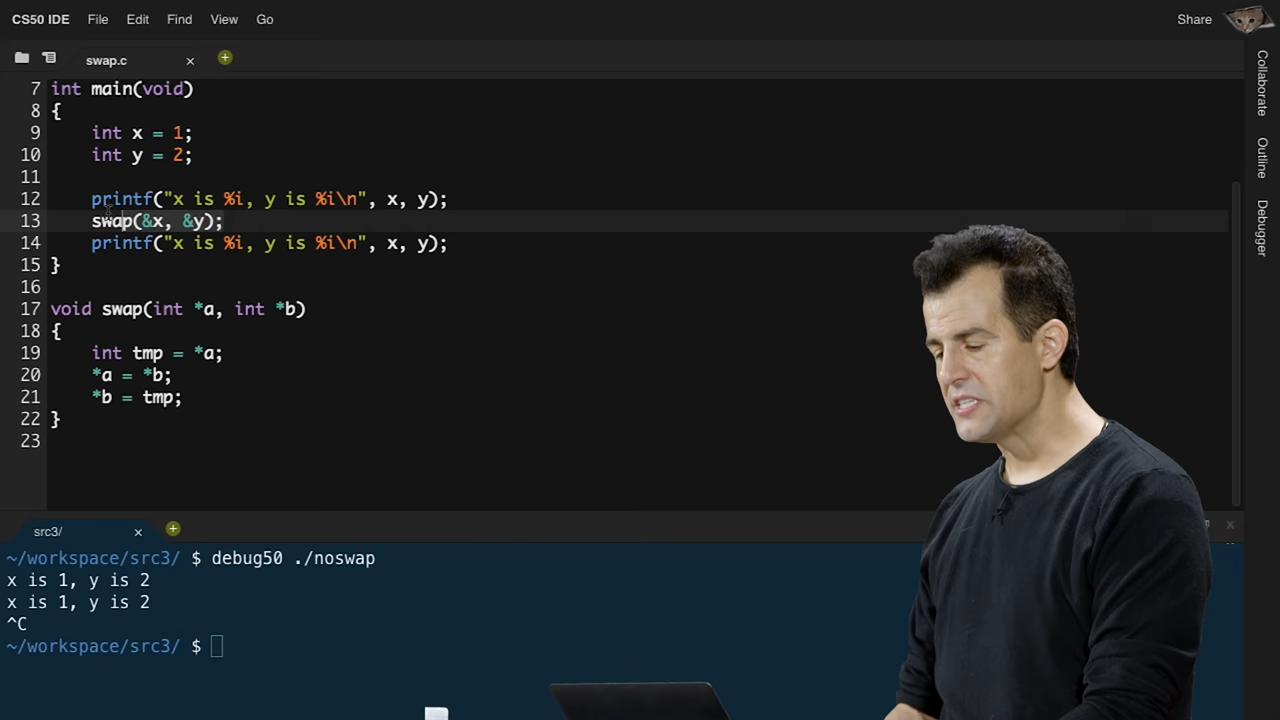 CS50 IDE File Edit Find View Go Share
swap.c
7 int main(void)
8 {
9 int x = 1;
10 int y = 2;
11
12 printf("x is %i, y is %i\n", x, y);
13 swap(&x, &y);
14 printf("x is %i, y is %i\n", x, y);
15 }
16
17 void swap(int *a, int *b)
18 {
19 int tmp = *a;
20 *a = *b;
21 *b = tmp;
22 }
23
Collaborate
Outline
Debugger
src3/
~/workspace/src3/ $ debug50 ./noswap
x is 1, y is 2
x is 1, y is 2
^C
~/workspace/src3/ $